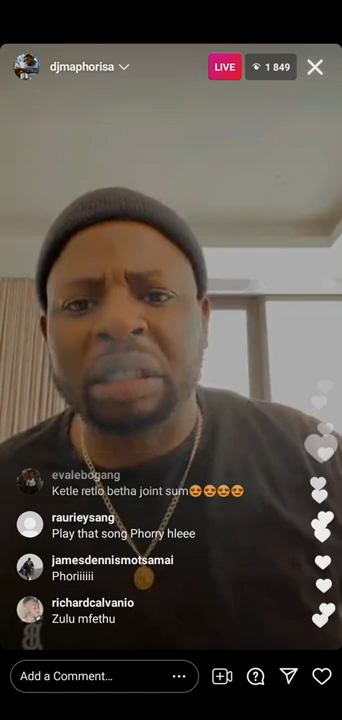 djmaphorisa
LIVE
1 849
evalebogang
Ketle retlo betha joint sum😍😍😍😍
raurieysang
Play that song Phorry hleee
jamesdennismotsamai
Phoriiiiii
richardcalvanio
Zulu mfethu
Add a Comment...